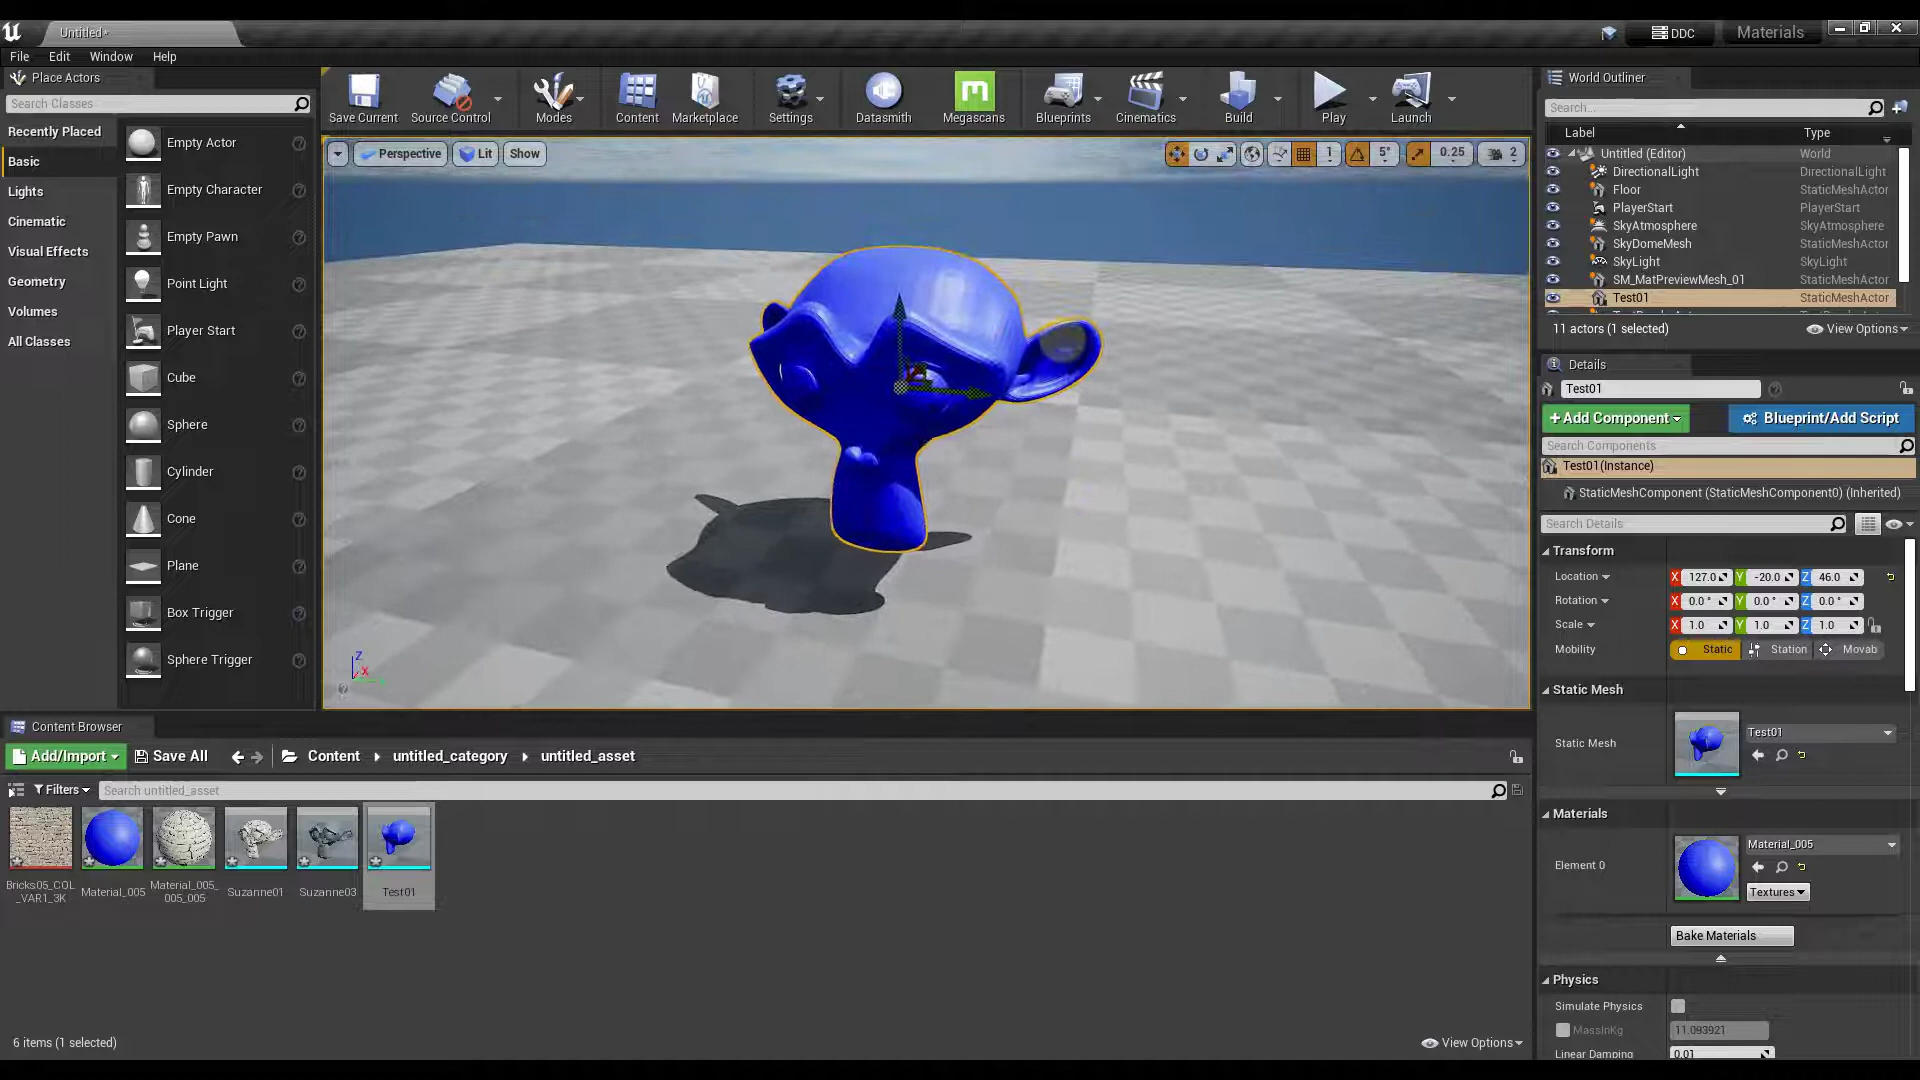 Untitled*
DDC
Materials
File Edit Window Help
Place Actors
Search Classes
Recently Placed
Basic
Lights
Cinematic
Visual Effects
Geometry
Volumes
All Classes
Empty Actor
Empty Character
Empty Pawn
Point Light
Player Start
Cube
Sphere
Cylinder
Cone
Plane
Box Trigger
Sphere Trigger
Save Current
Source Control
Modes
Content
Marketplace
Settings
Datasmith
Megascans
Blueprints
Cinematics
Build
Play
Launch
Perspective
Lit
Show
1
5°
0.25
2
Z
X
World Outliner
Search...
Label Type
Untitled (Editor) World
DirectionalLight DirectionalLight
Floor StaticMeshActor
PlayerStart PlayerStart
SkyAtmosphere SkyAtmosphere
SkyDomeMesh StaticMeshActor
SkyLight SkyLight
SM_MatPreviewMesh_01 StaticMeshActor
Test01 StaticMeshActor
11 actors (1 selected)
View Options
Details
Test01
+Add Component
Blueprint/Add Script
Search Components
Test01(Instance)
StaticMeshComponent (StaticMeshComponent0) (Inherited)
Search Details
Transform
Location X 127.0 Y -20.0 Z 46.0
Rotation X 0.0 ° Y 0.0 ° Z 0.0 °
Scale X 1.0 Y 1.0 Z 1.0
Mobility Static Station Movab
Static Mesh
Static Mesh
Test01
Materials
Element 0
Material_005
Textures
Bake Materials
Physics
Simulate Physics
MassInKg 11.093921
Linear Damping 0.01
Content Browser
Add/Import
Save All
Content
untitled_category
untitled_asset
Filters
Search untitled_asset
Bricks05_COL
_VAR1_3K
Material_005
Material_005_
005_005
Suzanne01
Suzanne03
Test01
6 items (1 selected)
View Options